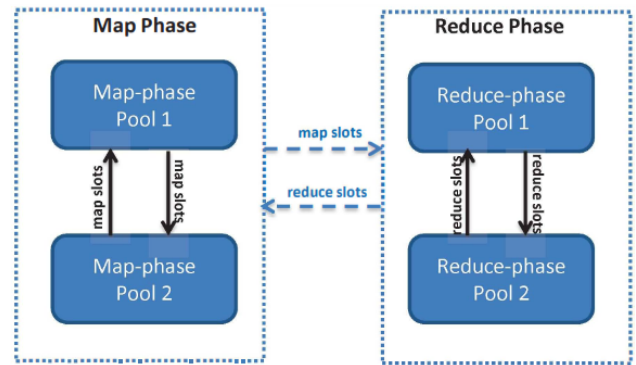 Map Phase
Map-phase
Pool 1
map slots
map slots
Map-phase
Pool 2
map slots
reduce slots
Reduce Phase
Reduce-phase
Pool 1
reduce slots
reduce slots
Reduce-phase
Pool 2